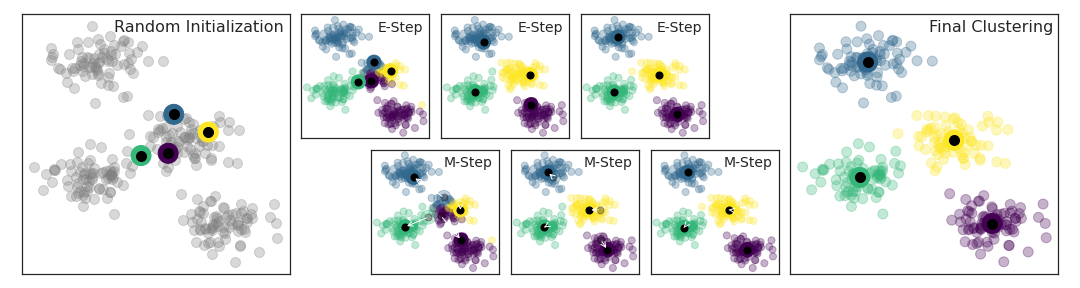 Random Initialization
E-Step
E-Step
E-Step
Final Clustering
M-Step
M-Step
M-Step